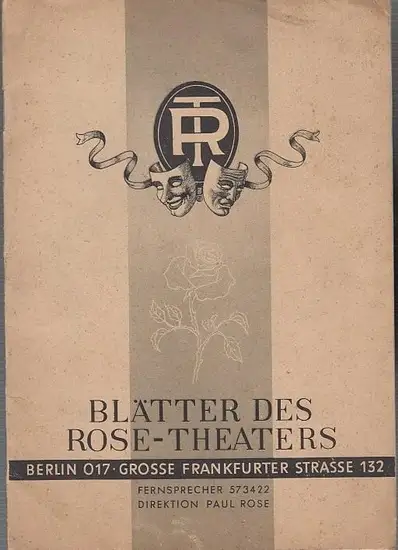 TR
BLÄTTER DES
ROSE-THEATERS
BERLIN O17 · GROSSE FRANKFURTER STRASSE 132
FERNSPRECHER 573422
DIREKTION PAUL ROSE